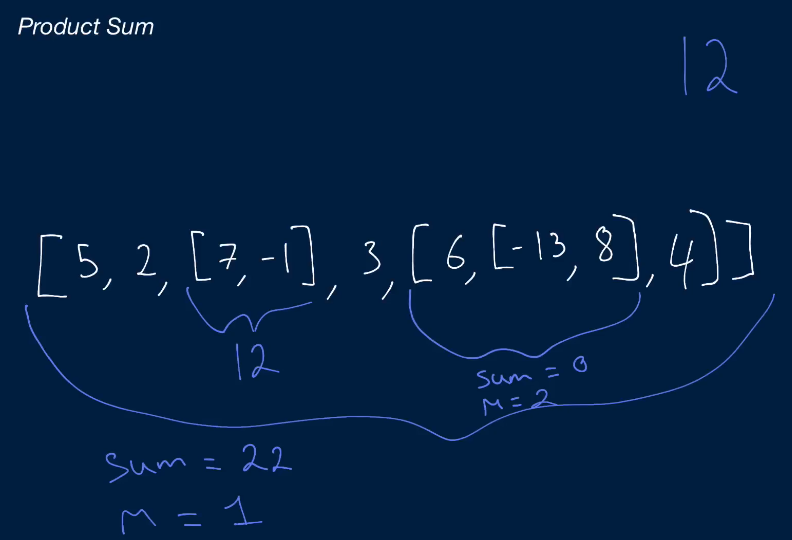 Product Sum
12
[5, 2, [7, -1], 3, [6, [-13, 8], 4]]
12
sum = 0
M = 2
sum = 22
M = 1